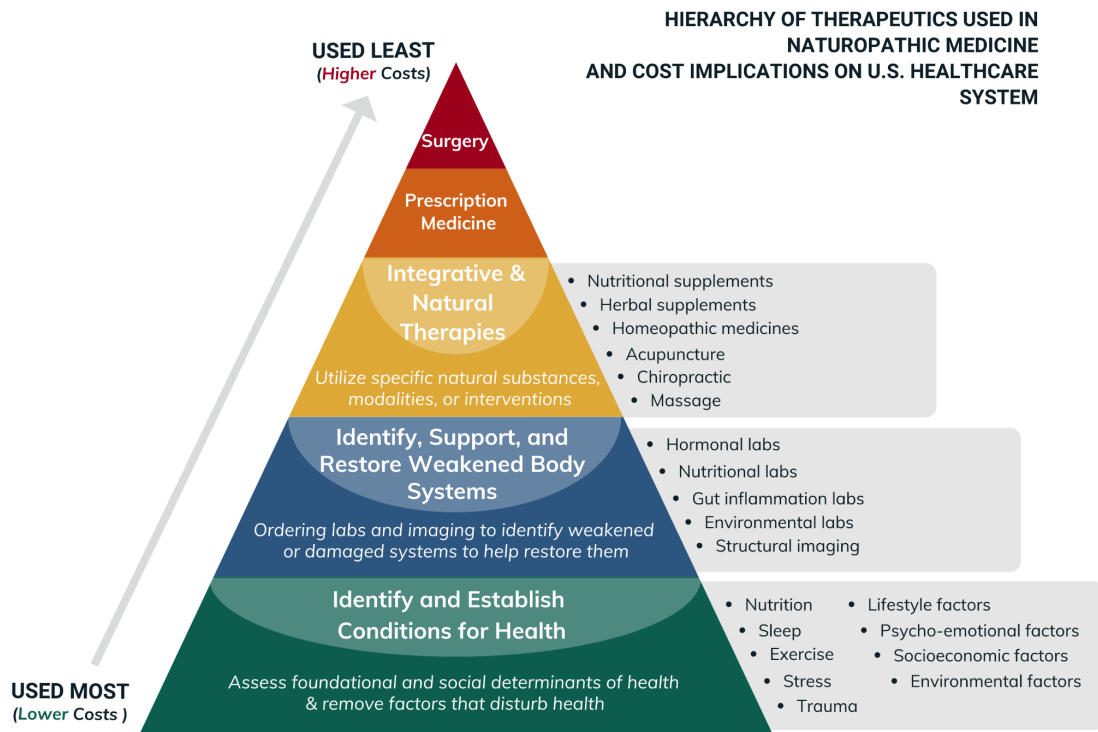 HIERARCHY OF THERAPEUTICS USED IN
NATUROPATHIC MEDICINE
AND COST IMPLICATIONS ON U.S. HEALTHCARE
SYSTEM
USED LEAST
(Higher Costs)
Surgery
Prescription
Medicine
Integrative &
Natural
Therapies
Utilize specific natural substances,
modalities, or interventions
• Nutritional supplements
• Herbal supplements
• Homeopathic medicines
• Acupuncture
• Chiropractic
• Massage
Identify, Support, and
Restore Weakened Body
Systems
Ordering labs and imaging to identify weakened
or damaged systems to help restore them
• Hormonal labs
• Nutritional labs
• Gut inflammation labs
• Environmental labs
• Structural imaging
Identify and Establish
Conditions for Health
Assess foundational and social determinants of health
& remove factors that disturb health
• Nutrition
• Sleep
• Exercise
• Stress
• Trauma
• Lifestyle factors
• Psycho-emotional factors
• Socioeconomic factors
• Environmental factors
USED MOST
(Lower Costs )